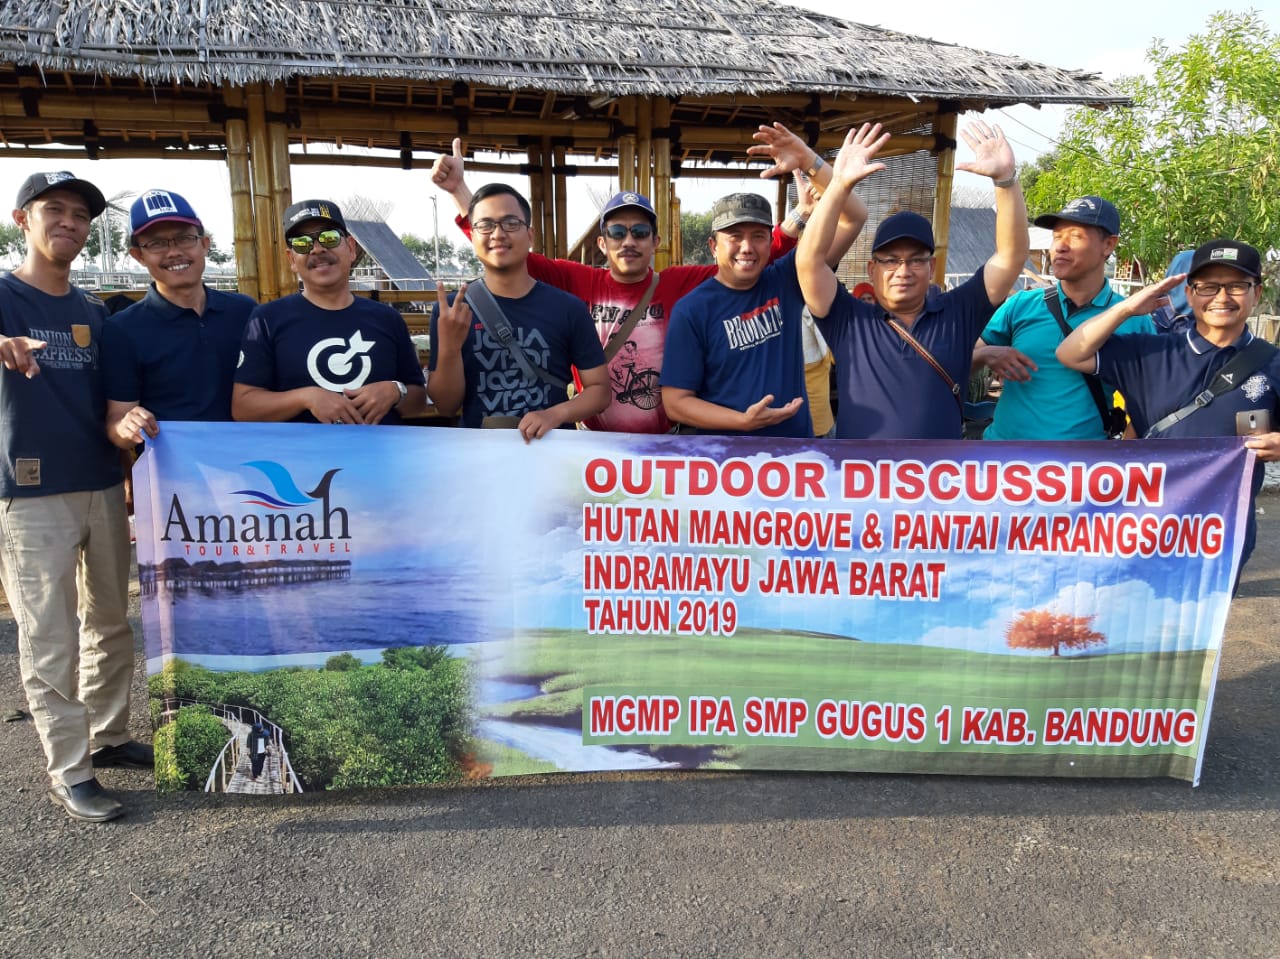 UNION
EXPRESS
BROOKLYN
Amanah
TOUR & TRAVEL
OUTDOOR DISCUSSION
HUTAN MANGROVE & PANTAI KARANGSONG
INDRAMAYU JAWA BARAT
TAHUN 2019
MGMP IPA SMP GUGUS 1 KAB. BANDUNG